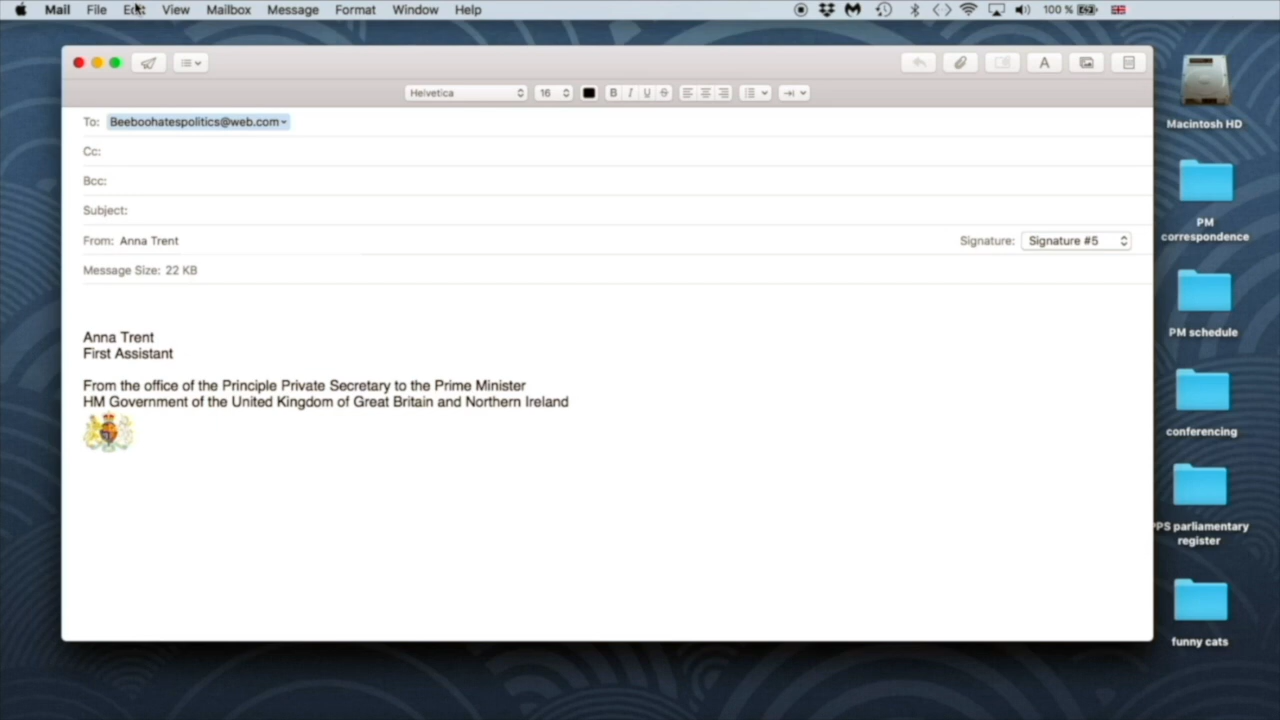 Mail File Edit View Mailbox Message Format Window Help 100 %
Helvetica 16 B I U S
A
To: Beeboohatespolitics@web.com
Cc:
Bcc:
Subject:
From: Anna Trent Signature: Signature #5
Message Size: 22 KB
Anna Trent
First Assistant
From the office of the Principle Private Secretary to the Prime Minister
HM Government of the United Kingdom of Great Britain and Northern Ireland
Macintosh HD
PM
correspondence
PM schedule
conferencing
PPS parliamentary
register
funny cats